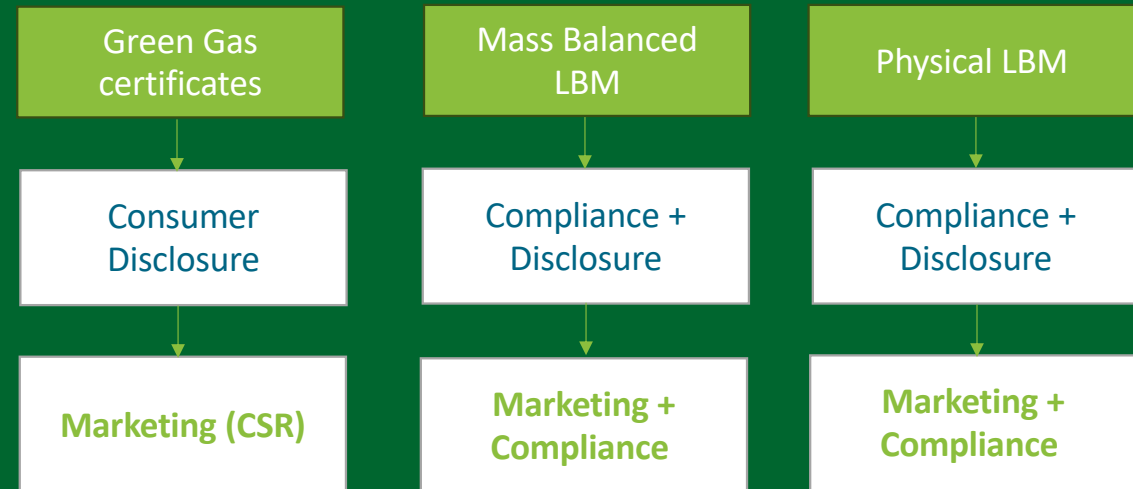 Green Gas
certificates
Mass Balanced
LBM
Physical LBM
Consumer
Disclosure
Compliance +
Disclosure
Compliance +
Disclosure
Marketing (CSR)
Marketing +
Compliance
Marketing +
Compliance